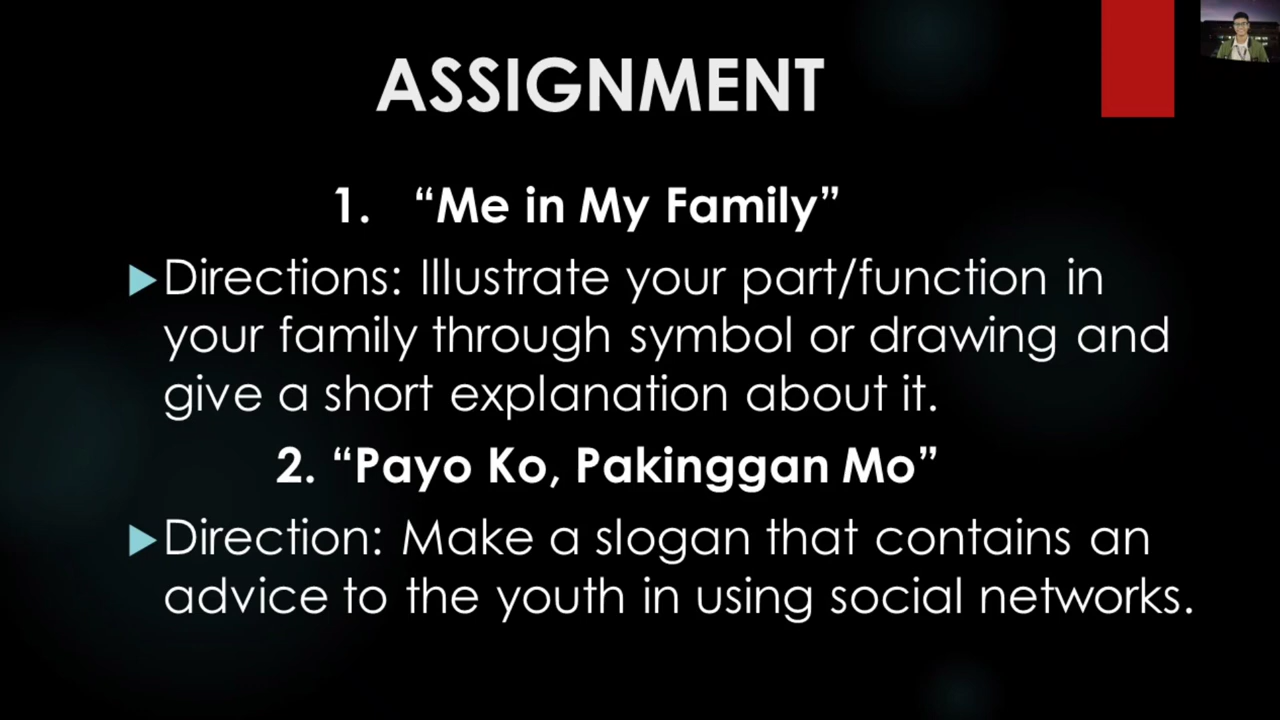 ASSIGNMENT
1. “Me in My Family”
Directions: Illustrate your part/function in
your family through symbol or drawing and
give a short explanation about it.
2. “Payo Ko, Pakinggan Mo”
Direction: Make a slogan that contains an
advice to the youth in using social networks.